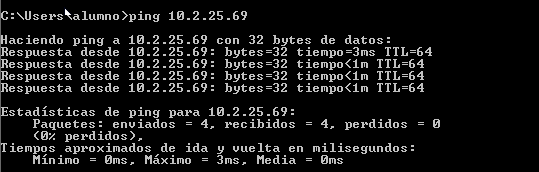 C:\Users\alumno>ping 10.2.25.69
Haciendo ping a 10.2.25.69 con 32 bytes de datos:
Respuesta desde 10.2.25.69: bytes=32 tiempo=3ms TTL=64
Respuesta desde 10.2.25.69: bytes=32 tiempo<1m TTL=64
Respuesta desde 10.2.25.69: bytes=32 tiempo<1m TTL=64
Respuesta desde 10.2.25.69: bytes=32 tiempo<1m TTL=64
Estadísticas de ping para 10.2.25.69:
Paquetes: enviados = 4, recibidos = 4, perdidos = 0
(0% perdidos),
Tiempos aproximados de ida y vuelta en milisegundos:
Mínimo = 0ms, Máximo = 3ms, Media = 0ms